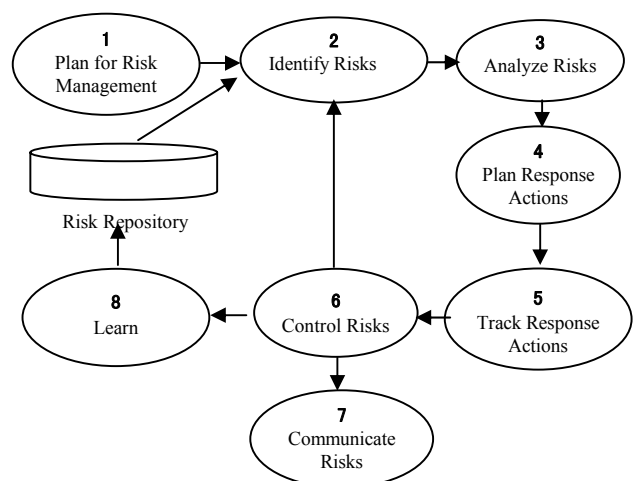 1
Plan for Risk
Management
2
Identify Risks
3
Analyze Risks
4
Plan Response
Actions
Risk Repository
5
Track Response
Actions
6
Control Risks
8
Learn
7
Communicate
Risks